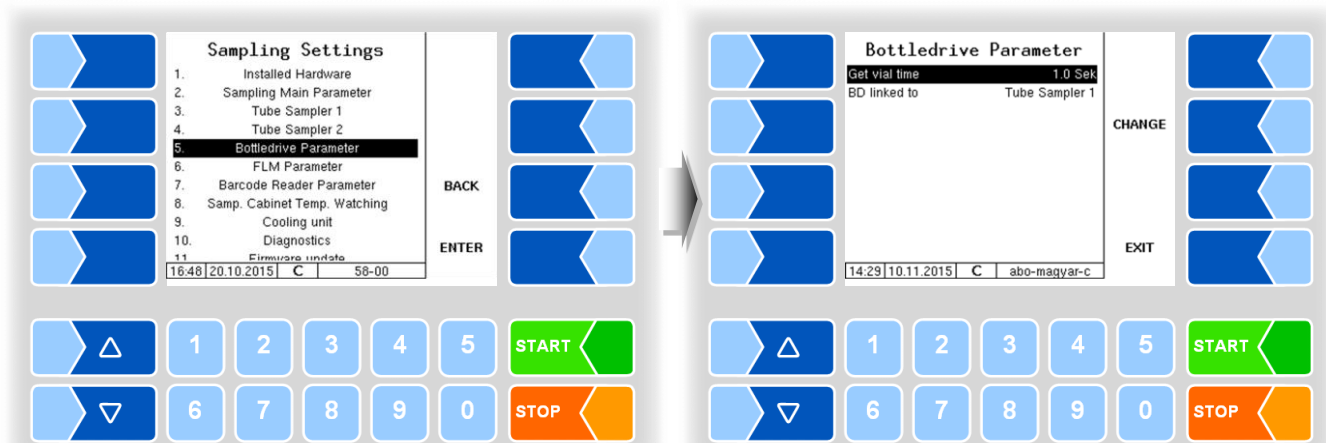 Sampling Settings
1. Installed Hardware
2. Sampling Main Parameter
3. Tube Sampler 1
4. Tube Sampler 2
5. Bottledrive Parameter
6. FLM Parameter
7. Barcode Reader Parameter
8. Samp. Cabinet Temp. Watching
9. Cooling unit
10. Diagnostics
11. Firmware update
BACK
ENTER
16:48 20.10.2015 C 58-00
1 2 3 4 5 START
6 7 8 9 0 STOP
Bottledrive Parameter
Get vial time 1.0 Sek
BD linked to Tube Sampler 1
CHANGE
EXIT
14:29 10.11.2015 C abo-magyar-c
1 2 3 4 5 START
6 7 8 9 0 STOP